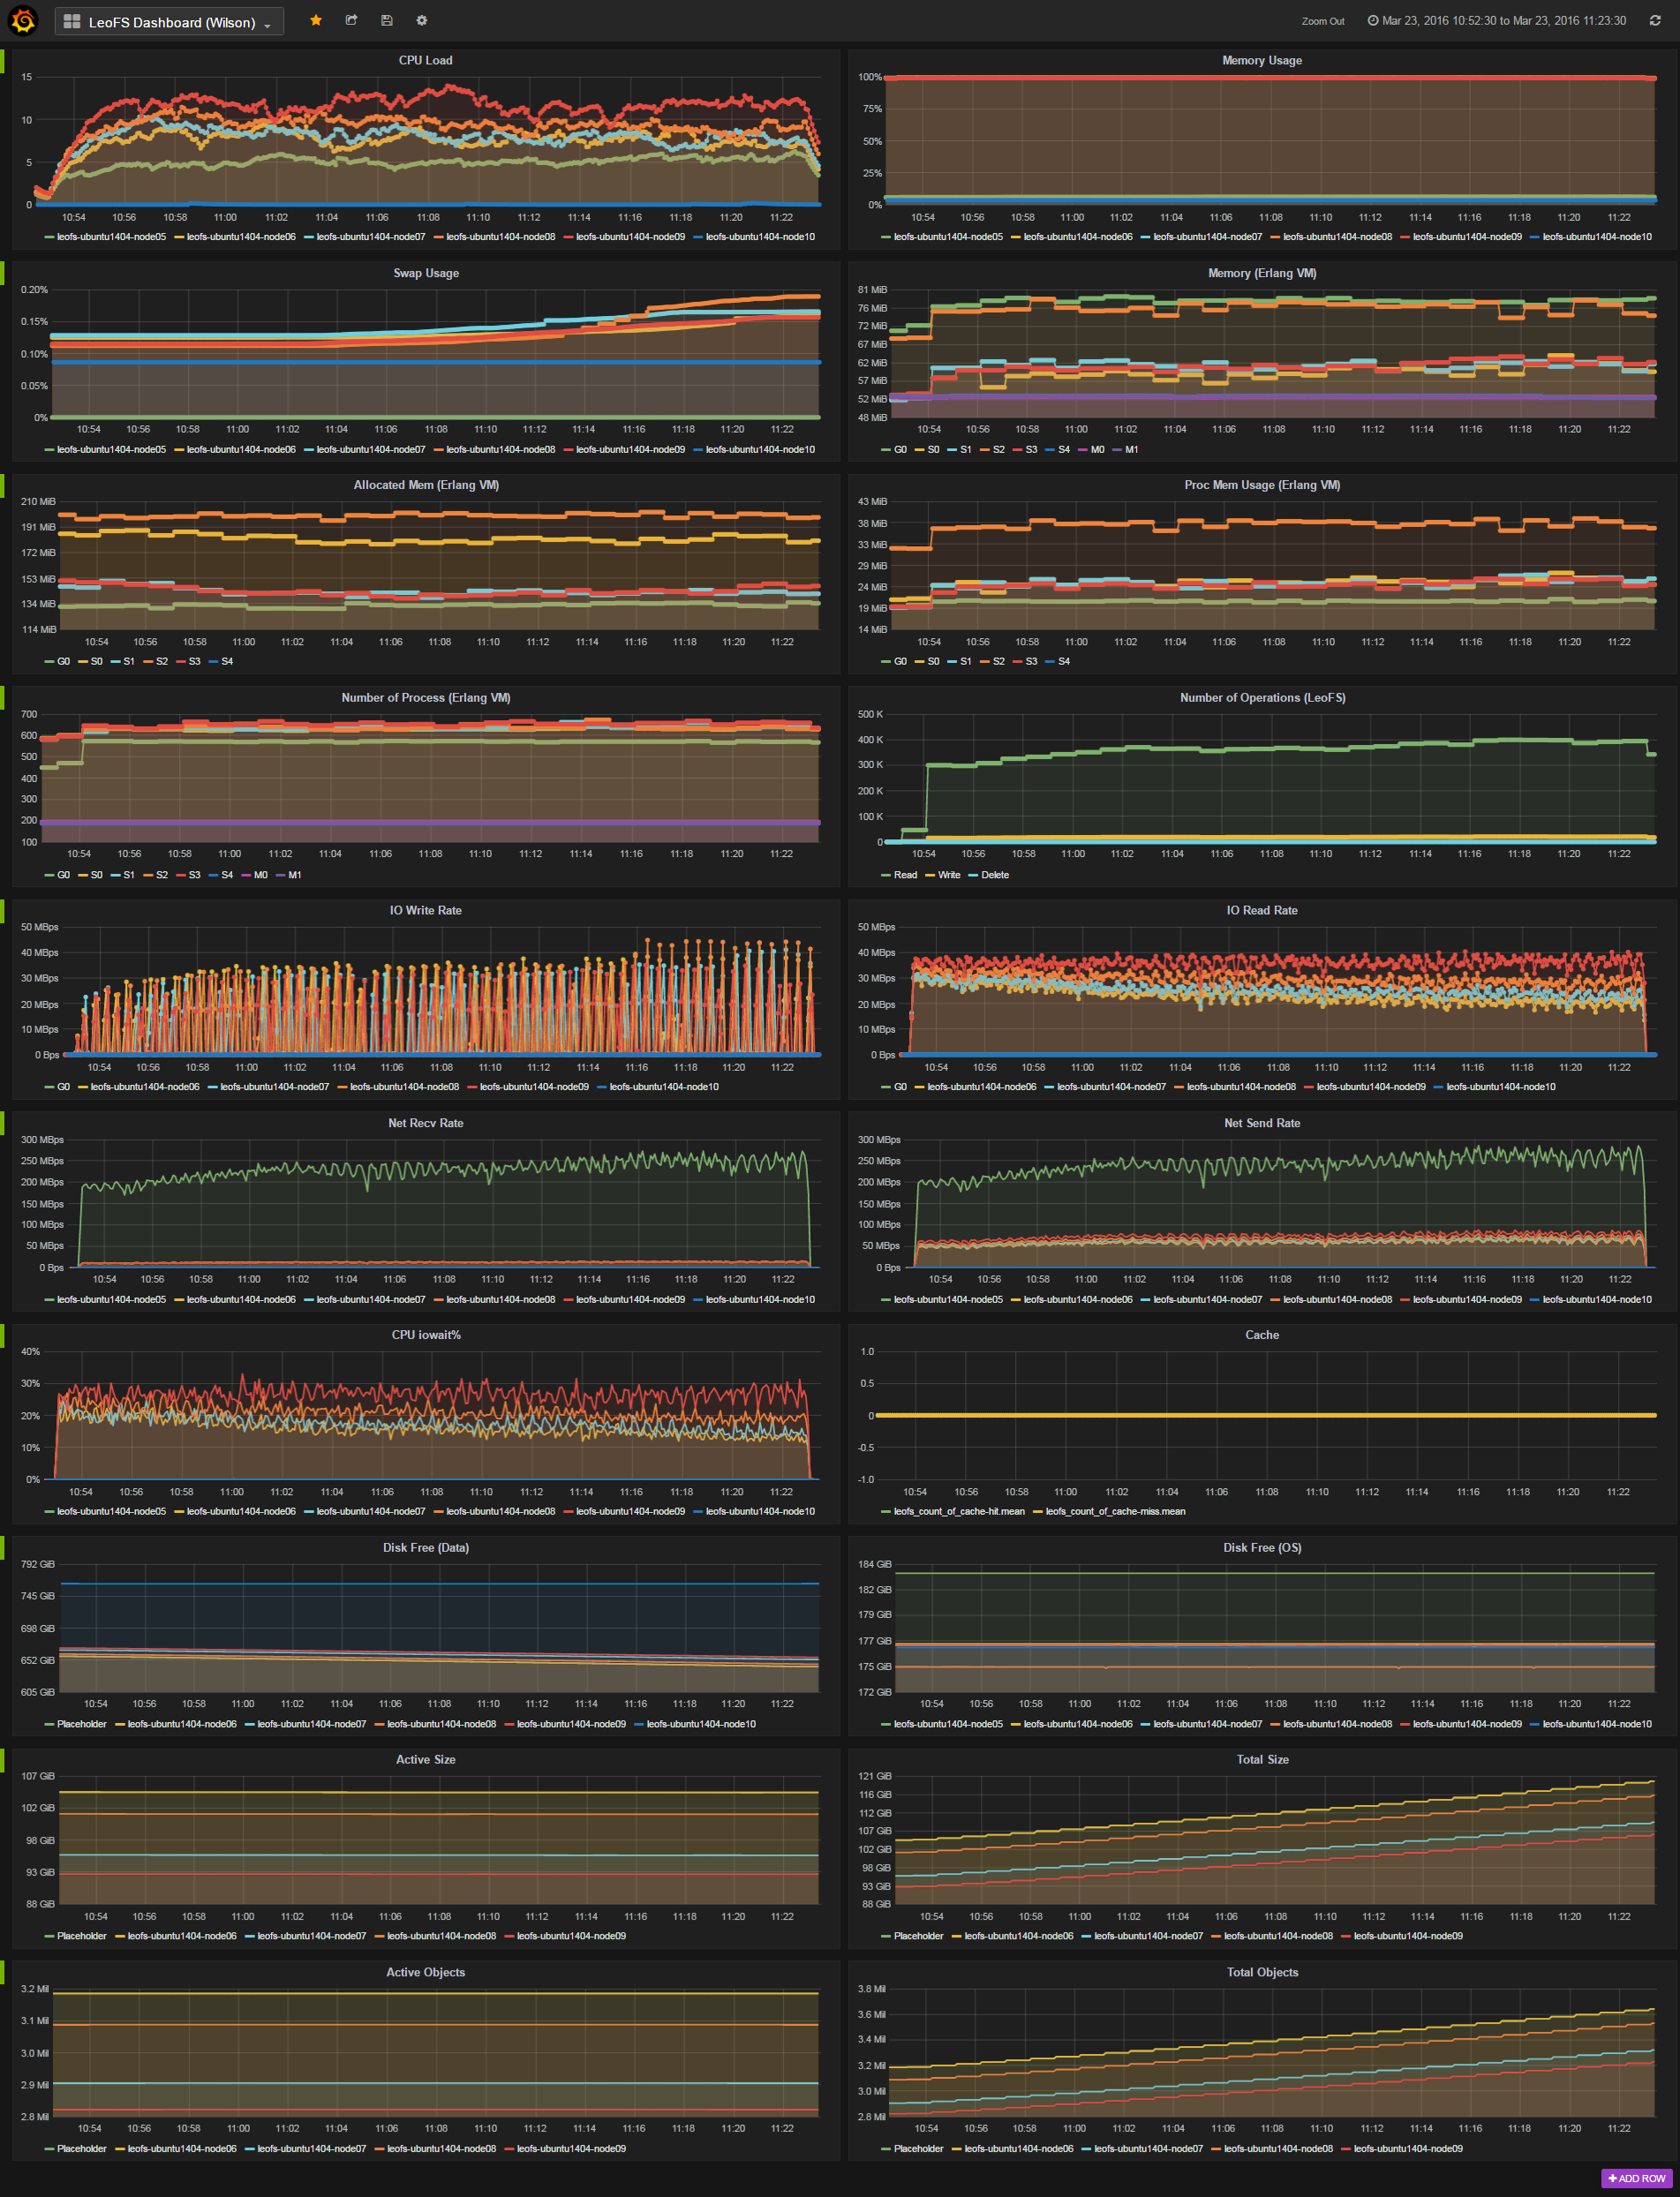 LeoFS Dashboard (Wilson)
Zoom Out Mar 23, 2016 10:52:30 to Mar 23, 2016 11:23:30
CPU Load
15
10
5
0
10:54 10:56 10:58 11:00 11:02 11:04 11:06 11:08 11:10 11:12 11:14 11:16 11:18 11:20 11:22
leofs-ubuntu1404-node05 leofs-ubuntu1404-node06 leofs-ubuntu1404-node07 leofs-ubuntu1404-node08 leofs-ubuntu1404-node09 leofs-ubuntu1404-node10
Memory Usage
100%
75%
50%
25%
0%
10:54 10:56 10:58 11:00 11:02 11:04 11:06 11:08 11:10 11:12 11:14 11:16 11:18 11:20 11:22
leofs-ubuntu1404-node05 leofs-ubuntu1404-node06 leofs-ubuntu1404-node07 leofs-ubuntu1404-node08 leofs-ubuntu1404-node09 leofs-ubuntu1404-node10
Swap Usage
0.20%
0.15%
0.10%
0.05%
0%
10:54 10:56 10:58 11:00 11:02 11:04 11:06 11:08 11:10 11:12 11:14 11:16 11:18 11:20 11:22
leofs-ubuntu1404-node05 leofs-ubuntu1404-node06 leofs-ubuntu1404-node07 leofs-ubuntu1404-node08 leofs-ubuntu1404-node09 leofs-ubuntu1404-node10
Memory (Erlang VM)
81 MiB
76 MiB
72 MiB
67 MiB
62 MiB
57 MiB
52 MiB
48 MiB
10:54 10:56 10:58 11:00 11:02 11:04 11:06 11:08 11:10 11:12 11:14 11:16 11:18 11:20 11:22
G0 S0 S1 S2 S3 S4 M0 M1
Allocated Mem (Erlang VM)
210 MiB
191 MiB
172 MiB
153 MiB
134 MiB
114 MiB
10:54 10:56 10:58 11:00 11:02 11:04 11:06 11:08 11:10 11:12 11:14 11:16 11:18 11:20 11:22
G0 S0 S1 S2 S3 S4
Proc Mem Usage (Erlang VM)
43 MiB
38 MiB
33 MiB
29 MiB
24 MiB
19 MiB
14 MiB
10:54 10:56 10:58 11:00 11:02 11:04 11:06 11:08 11:10 11:12 11:14 11:16 11:18 11:20 11:22
G0 S0 S1 S2 S3 S4
Number of Process (Erlang VM)
700
600
500
400
300
200
100
10:54 10:56 10:58 11:00 11:02 11:04 11:06 11:08 11:10 11:12 11:14 11:16 11:18 11:20 11:22
G0 S0 S1 S2 S3 S4 M0 M1
Number of Operations (LeoFS)
500 K
400 K
300 K
200 K
100 K
0
10:54 10:56 10:58 11:00 11:02 11:04 11:06 11:08 11:10 11:12 11:14 11:16 11:18 11:20 11:22
Read Write Delete
IO Write Rate
50 MBps
40 MBps
30 MBps
20 MBps
10 MBps
0 Bps
10:54 10:56 10:58 11:00 11:02 11:04 11:06 11:08 11:10 11:12 11:14 11:16 11:18 11:20 11:22
G0 leofs-ubuntu1404-node06 leofs-ubuntu1404-node07 leofs-ubuntu1404-node08 leofs-ubuntu1404-node09 leofs-ubuntu1404-node10
IO Read Rate
50 MBps
40 MBps
30 MBps
20 MBps
10 MBps
0 Bps
10:54 10:56 10:58 11:00 11:02 11:04 11:06 11:08 11:10 11:12 11:14 11:16 11:18 11:20 11:22
G0 leofs-ubuntu1404-node06 leofs-ubuntu1404-node07 leofs-ubuntu1404-node08 leofs-ubuntu1404-node09 leofs-ubuntu1404-node10
Net Recv Rate
300 MBps
250 MBps
200 MBps
150 MBps
100 MBps
50 MBps
0 Bps
10:54 10:56 10:58 11:00 11:02 11:04 11:06 11:08 11:10 11:12 11:14 11:16 11:18 11:20 11:22
leofs-ubuntu1404-node05 leofs-ubuntu1404-node06 leofs-ubuntu1404-node07 leofs-ubuntu1404-node08 leofs-ubuntu1404-node09 leofs-ubuntu1404-node10
Net Send Rate
300 MBps
250 MBps
200 MBps
150 MBps
100 MBps
50 MBps
0 Bps
10:54 10:56 10:58 11:00 11:02 11:04 11:06 11:08 11:10 11:12 11:14 11:16 11:18 11:20 11:22
leofs-ubuntu1404-node05 leofs-ubuntu1404-node06 leofs-ubuntu1404-node07 leofs-ubuntu1404-node08 leofs-ubuntu1404-node09 leofs-ubuntu1404-node10
CPU iowait%
40%
30%
20%
10%
0%
10:54 10:56 10:58 11:00 11:02 11:04 11:06 11:08 11:10 11:12 11:14 11:16 11:18 11:20 11:22
leofs-ubuntu1404-node05 leofs-ubuntu1404-node06 leofs-ubuntu1404-node07 leofs-ubuntu1404-node08 leofs-ubuntu1404-node09 leofs-ubuntu1404-node10
Cache
1.0
0.5
0
-0.5
-1.0
10:54 10:56 10:58 11:00 11:02 11:04 11:06 11:08 11:10 11:12 11:14 11:16 11:18 11:20 11:22
leofs_count_of_cache-hit.mean leofs_count_of_cache-miss.mean
Disk Free (Data)
792 GiB
745 GiB
698 GiB
652 GiB
605 GiB
10:54 10:56 10:58 11:00 11:02 11:04 11:06 11:08 11:10 11:12 11:14 11:16 11:18 11:20 11:22
Placeholder leofs-ubuntu1404-node06 leofs-ubuntu1404-node07 leofs-ubuntu1404-node08 leofs-ubuntu1404-node09 leofs-ubuntu1404-node10
Disk Free (OS)
184 GiB
182 GiB
179 GiB
177 GiB
175 GiB
172 GiB
10:54 10:56 10:58 11:00 11:02 11:04 11:06 11:08 11:10 11:12 11:14 11:16 11:18 11:20 11:22
leofs-ubuntu1404-node05 leofs-ubuntu1404-node06 leofs-ubuntu1404-node07 leofs-ubuntu1404-node08 leofs-ubuntu1404-node09 leofs-ubuntu1404-node10
Active Size
107 GiB
102 GiB
98 GiB
93 GiB
88 GiB
10:54 10:56 10:58 11:00 11:02 11:04 11:06 11:08 11:10 11:12 11:14 11:16 11:18 11:20 11:22
Placeholder leofs-ubuntu1404-node06 leofs-ubuntu1404-node07 leofs-ubuntu1404-node08 leofs-ubuntu1404-node09
Total Size
121 GiB
116 GiB
112 GiB
107 GiB
102 GiB
98 GiB
93 GiB
88 GiB
10:54 10:56 10:58 11:00 11:02 11:04 11:06 11:08 11:10 11:12 11:14 11:16 11:18 11:20 11:22
Placeholder leofs-ubuntu1404-node06 leofs-ubuntu1404-node07 leofs-ubuntu1404-node08 leofs-ubuntu1404-node09
Active Objects
3.2 Mil
3.1 Mil
3.0 Mil
2.9 Mil
2.8 Mil
10:54 10:56 10:58 11:00 11:02 11:04 11:06 11:08 11:10 11:12 11:14 11:16 11:18 11:20 11:22
Placeholder leofs-ubuntu1404-node06 leofs-ubuntu1404-node07 leofs-ubuntu1404-node08 leofs-ubuntu1404-node09
Total Objects
3.8 Mil
3.6 Mil
3.4 Mil
3.2 Mil
3.0 Mil
2.8 Mil
10:54 10:56 10:58 11:00 11:02 11:04 11:06 11:08 11:10 11:12 11:14 11:16 11:18 11:20 11:22
Placeholder leofs-ubuntu1404-node06 leofs-ubuntu1404-node07 leofs-ubuntu1404-node08 leofs-ubuntu1404-node09
ADD ROW